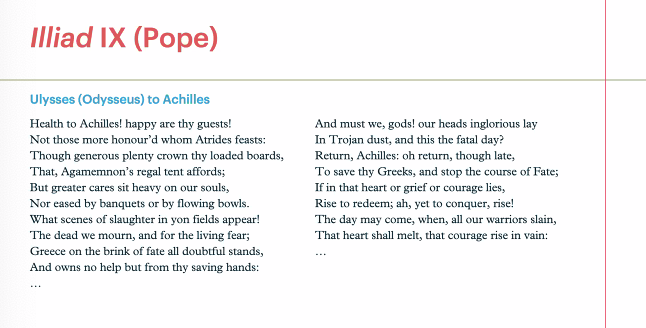 Illiad IX (Pope)
Ulysses (Odysseus) to Achilles
Health to Achilles! happy are thy guests!
Not those more honour’d whom Atrides feasts:
Though generous plenty crown thy loaded boards,
That, Agamemnon’s regal tent affords;
But greater cares sit heavy on our souls,
Nor eased by banquets or by flowing bowls.
What scenes of slaughter in yon fields appear!
The dead we mourn, and for the living fear;
Greece on the brink of fate all doubtful stands,
And owns no help but from thy saving hands:
…
And must we, gods! our heads inglorious lay
In Trojan dust, and this the fatal day?
Return, Achilles: oh return, though late,
To save thy Greeks, and stop the course of Fate;
If in that heart or grief or courage lies,
Rise to redeem; ah, yet to conquer, rise!
The day may come, when, all our warriors slain,
That heart shall melt, that courage rise in vain:
…